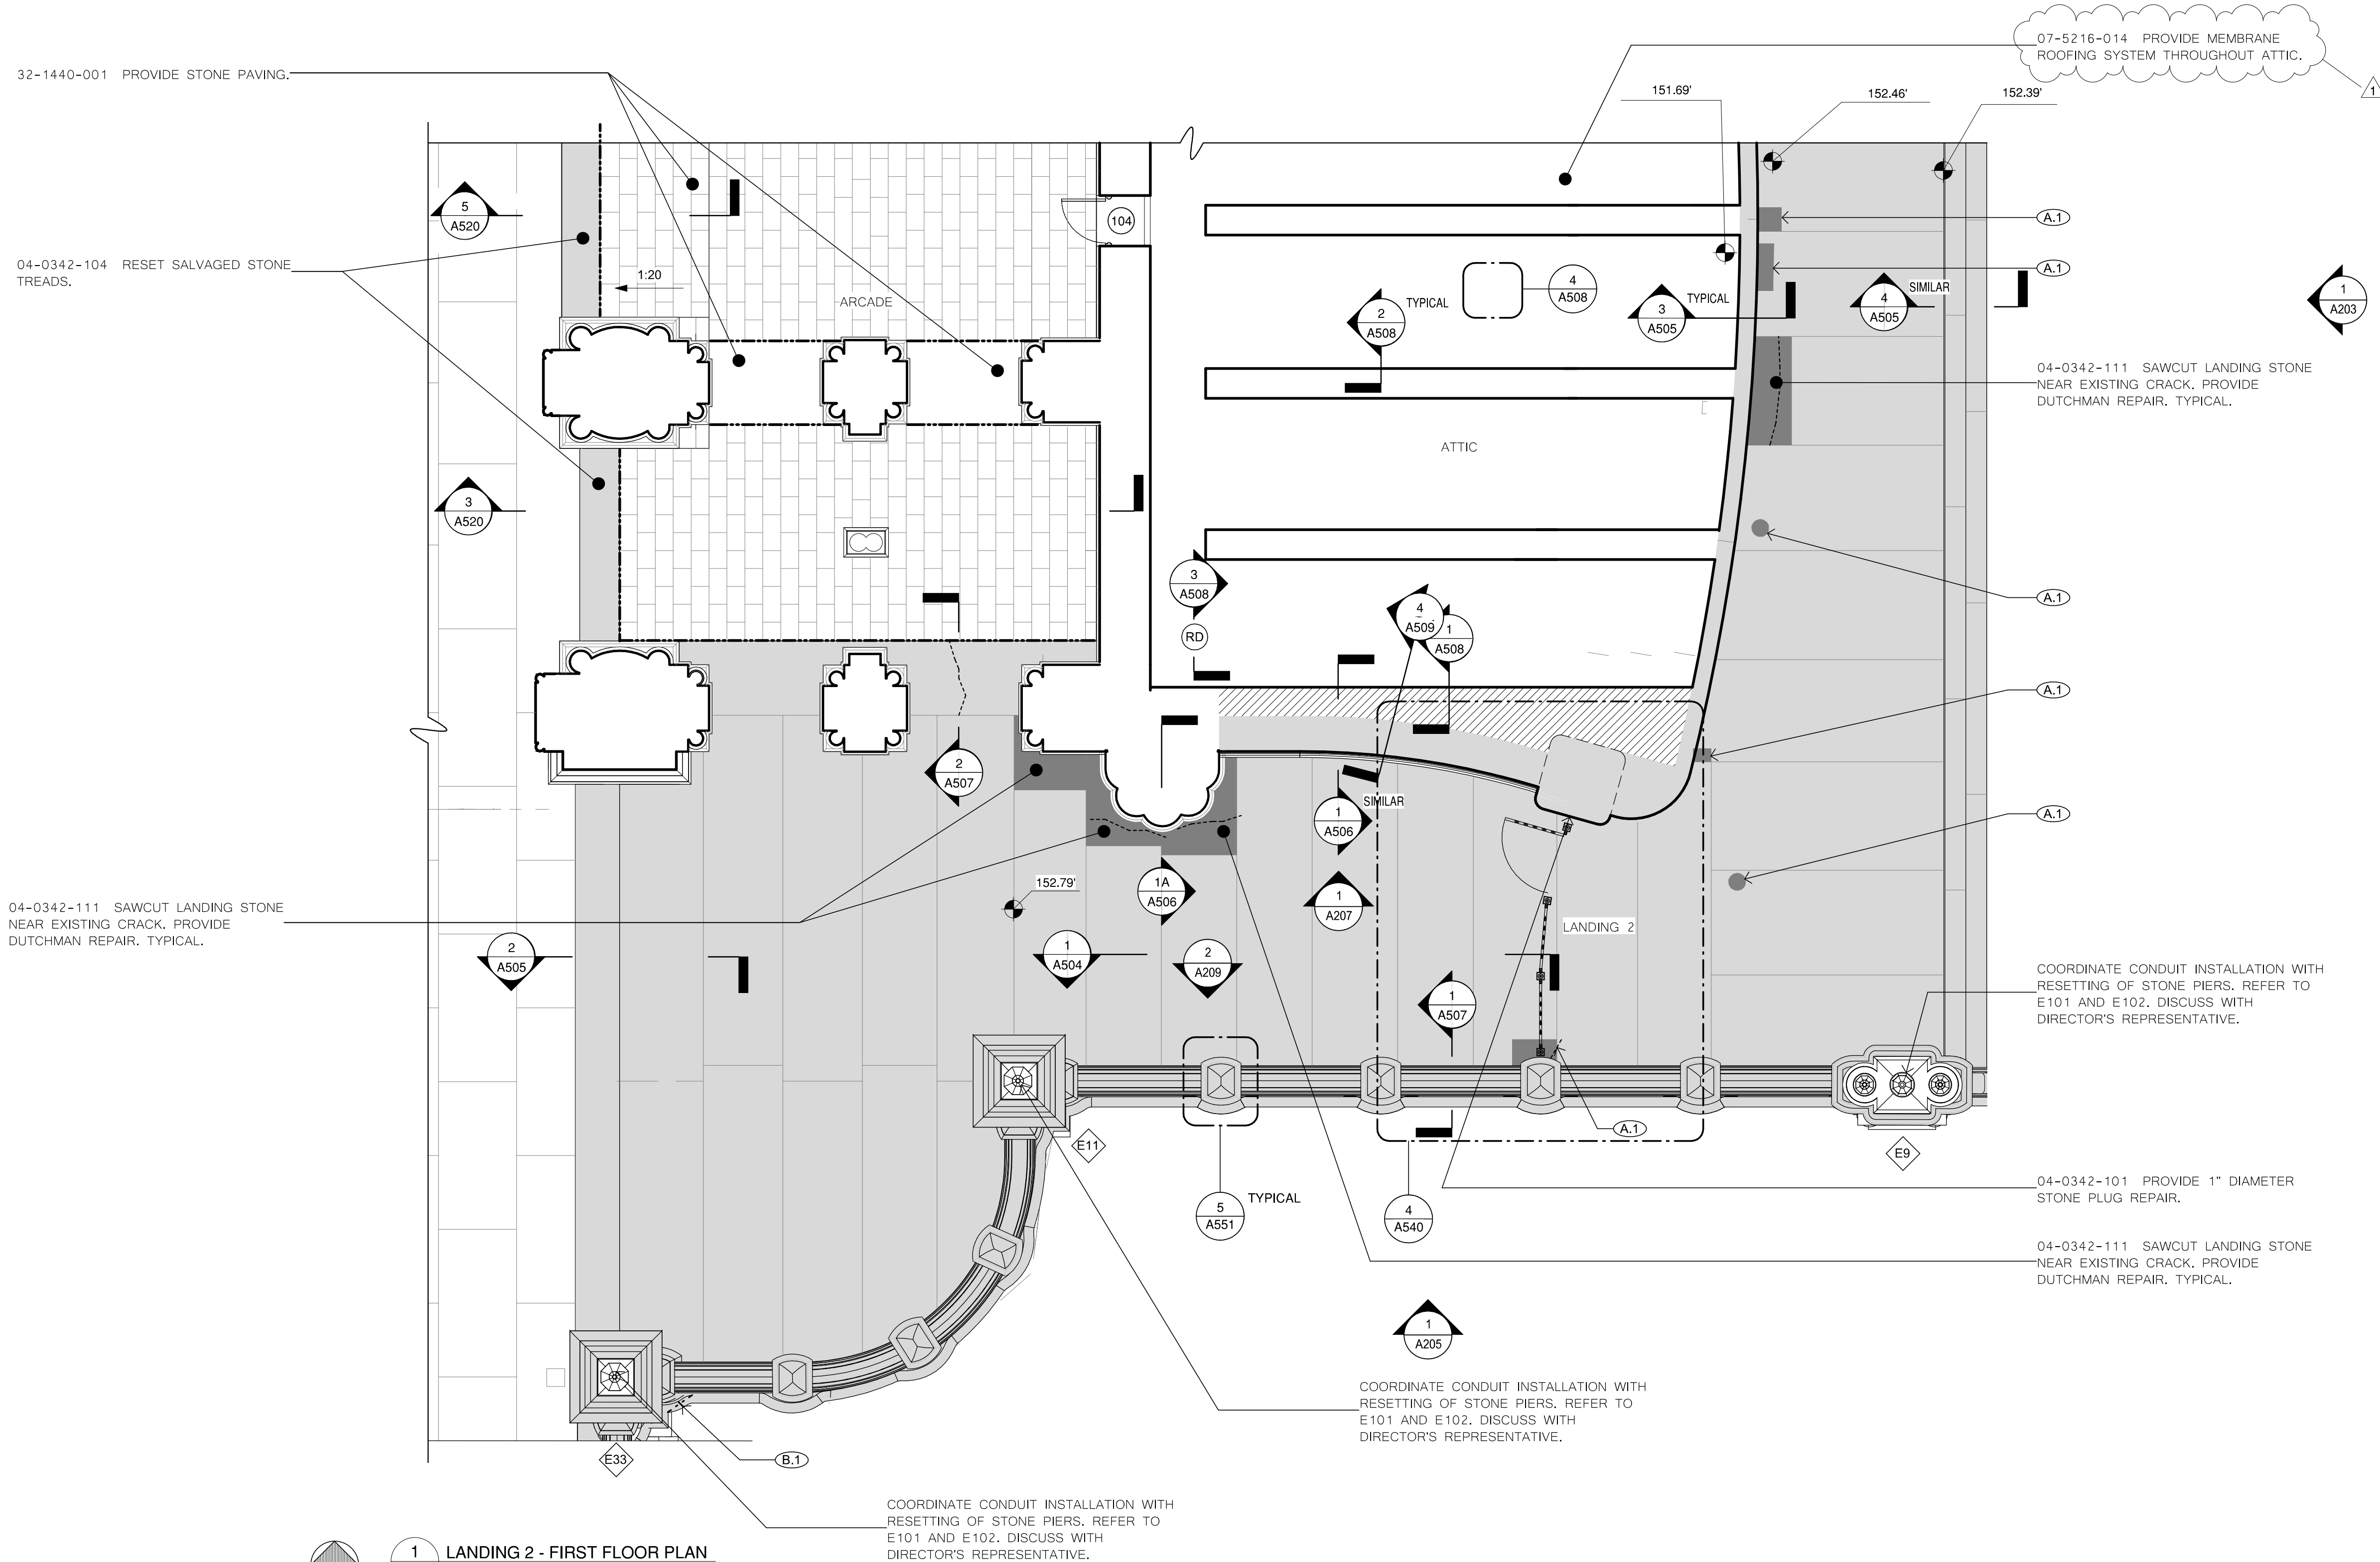 07-5216-014 PROVIDE MEMBRANE
ROOFING SYSTEM THROUGHOUT ATTIC.
1
32-1440-001 PROVIDE STONE PAVING.
151.69'
152.46'
152.39'
5
A520
104
A.1
04-0342-104 RESET SALVAGED STONE
TREADS.
1:20
ARCADE
2
A508
TYPICAL
4
A508
3
A505
TYPICAL
4
A505
SIMILAR
A.1
1
A203
04-0342-111 SAWCUT LANDING STONE
NEAR EXISTING CRACK. PROVIDE
DUTCHMAN REPAIR. TYPICAL.
ATTIC
3
A520
3
A508
RD
4
A509
1
A508
A.1
A.1
2
A507
1
A506
SIMILAR
A.1
152.79'
1A
A506
1
A207
LANDING 2
04-0342-111 SAWCUT LANDING STONE
NEAR EXISTING CRACK. PROVIDE
DUTCHMAN REPAIR. TYPICAL.
2
A505
1
A504
2
A209
1
A507
COORDINATE CONDUIT INSTALLATION WITH
RESETTING OF STONE PIERS. REFER TO
E101 AND E102. DISCUSS WITH
DIRECTOR'S REPRESENTATIVE.
E11
A.1
E9
5
A551
TYPICAL
4
A540
04-0342-101 PROVIDE 1" DIAMETER
STONE PLUG REPAIR.
04-0342-111 SAWCUT LANDING STONE
NEAR EXISTING CRACK. PROVIDE
DUTCHMAN REPAIR. TYPICAL.
1
A205
COORDINATE CONDUIT INSTALLATION WITH
RESETTING OF STONE PIERS. REFER TO
E101 AND E102. DISCUSS WITH
DIRECTOR'S REPRESENTATIVE.
E33
B.1
COORDINATE CONDUIT INSTALLATION WITH
RESETTING OF STONE PIERS. REFER TO
E101 AND E102. DISCUSS WITH
DIRECTOR'S REPRESENTATIVE.
1
LANDING 2 - FIRST FLOOR PLAN